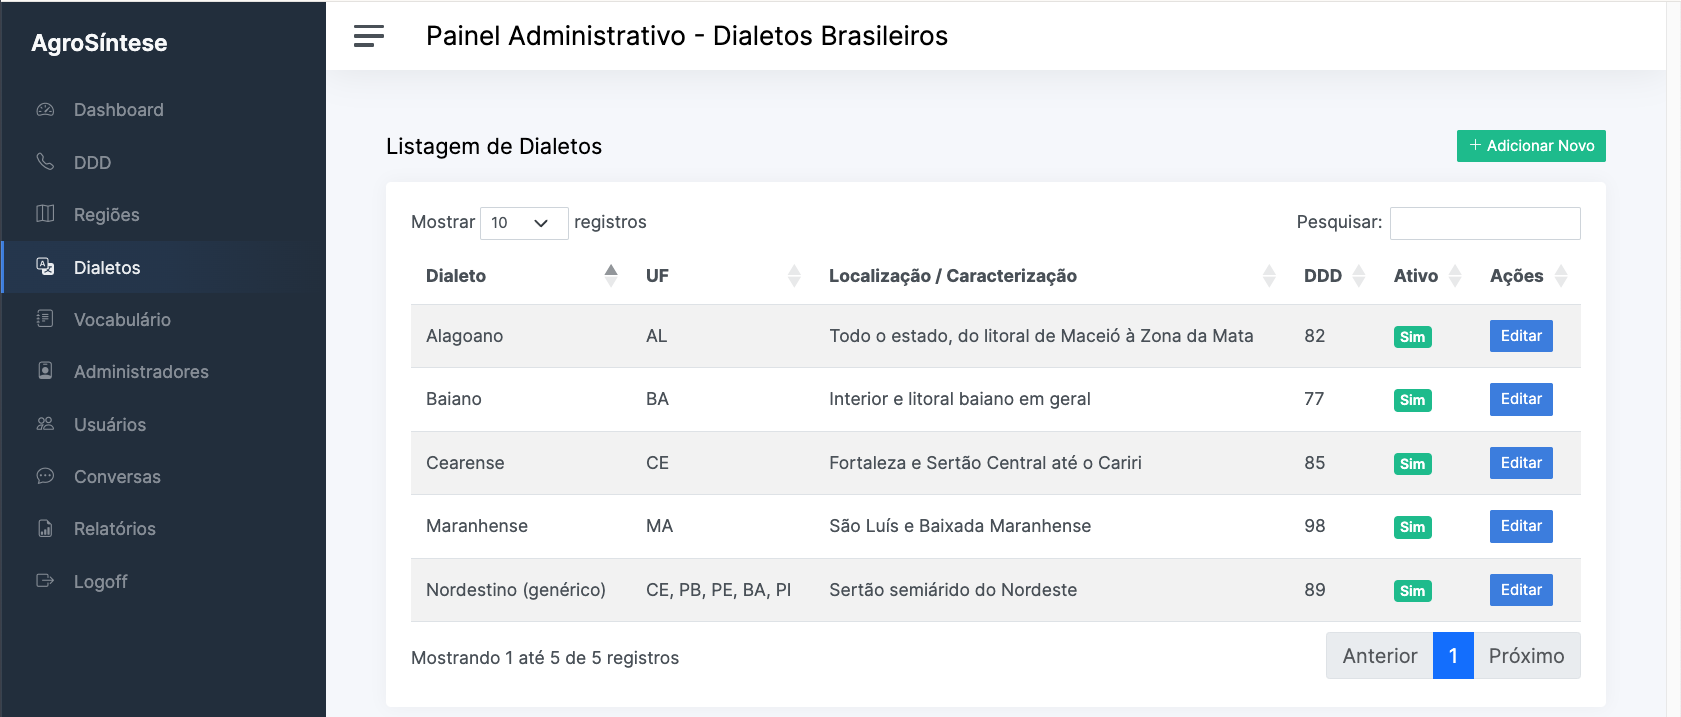 AgroSíntese
Dashboard
DDD
Regiões
Dialetos
Vocabulário
Administradores
Usuários
Conversas
Relatórios
Logoff
Painel Administrativo - Dialetos Brasileiros
Listagem de Dialetos
+ Adicionar Novo
Mostrar 10 registros
Pesquisar:
Dialeto UF Localização / Caracterização DDD Ativo Ações
Alagoano AL Todo o estado, do litoral de Maceió à Zona da Mata 82 Sim Editar
Baiano BA Interior e litoral baiano em geral 77 Sim Editar
Cearense CE Fortaleza e Sertão Central até o Cariri 85 Sim Editar
Maranhense MA São Luís e Baixada Maranhense 98 Sim Editar
Nordestino (genérico) CE, PB, PE, BA, PI Sertão semiárido do Nordeste 89 Sim Editar
Mostrando 1 até 5 de 5 registros
Anterior 1 Próximo